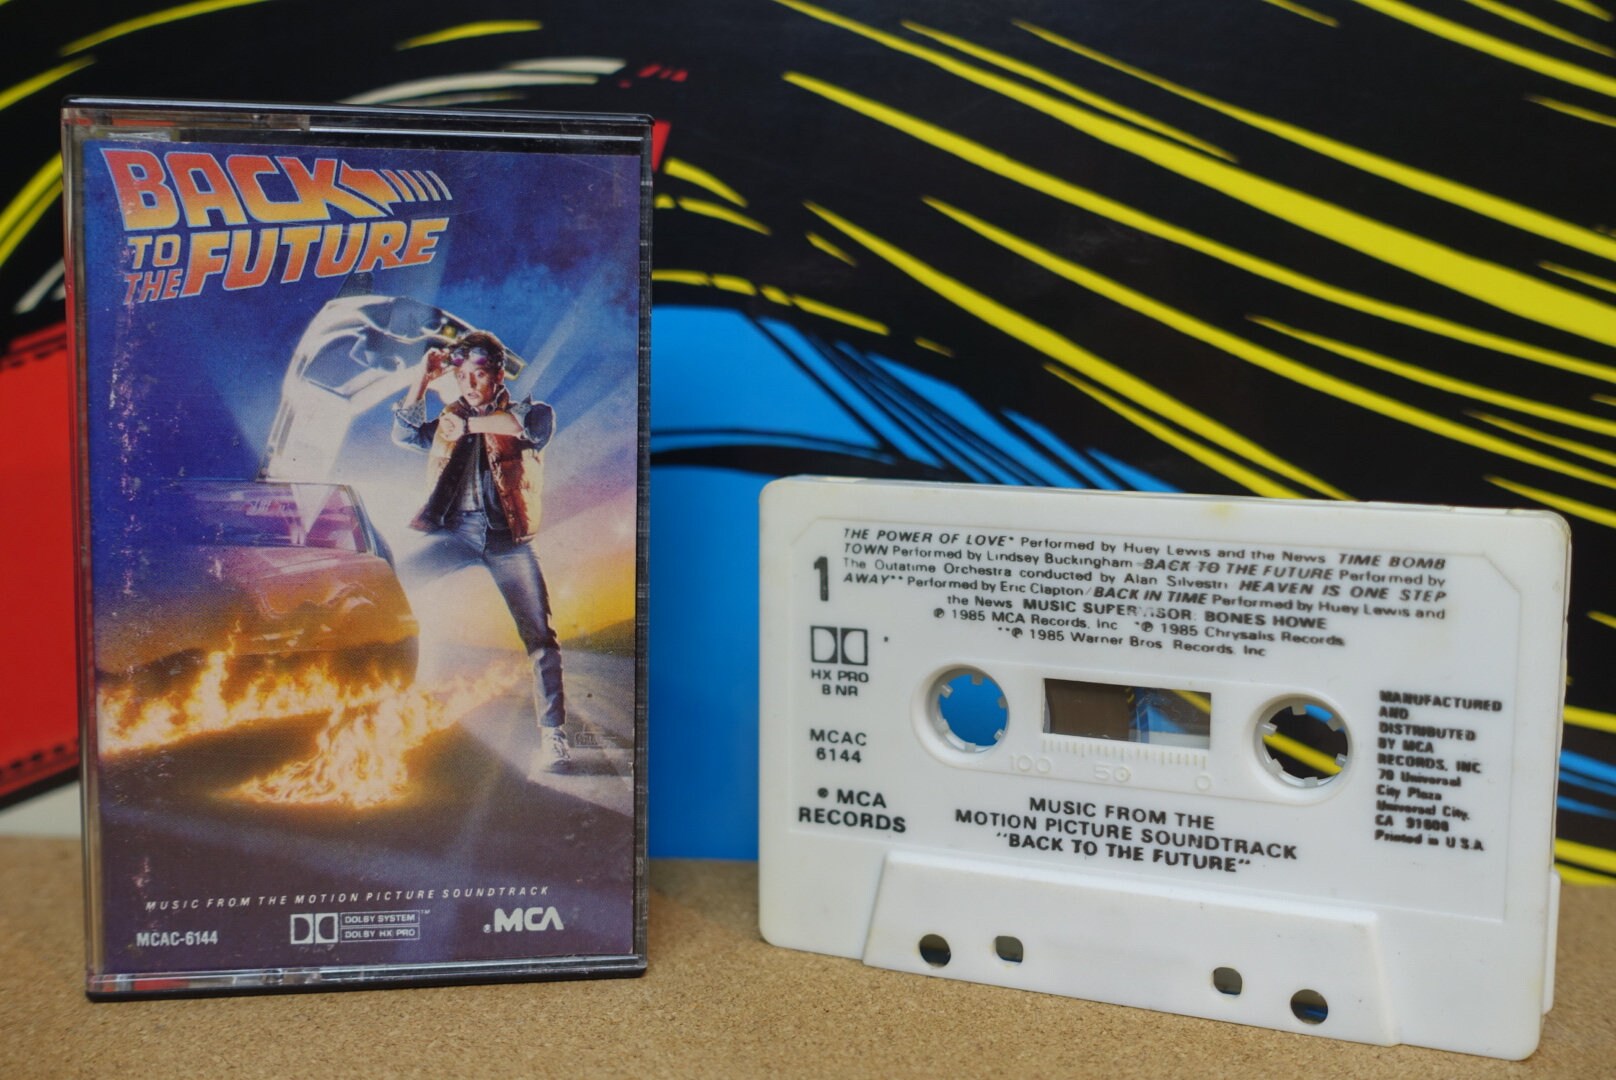 BACK
TO
THE FUTURE
MUSIC FROM THE MOTION PICTURE SOUNDTRACK
MCAC-6144
DOLBY SYSTEM™
DOLBY HX PRO
®MCA
1
THE POWER OF LOVE* Performed by Huey Lewis and the News TIME BOMB
TOWN Performed by Lindsey Buckingham BACK TO THE FUTURE Performed by
The Outatime Orchestra conducted by Alan Silvestri HEAVEN IS ONE STEP
AWAY** Performed by Eric Clapton/BACK IN TIME Performed by Huey Lewis and
the News MUSIC SUPERVISOR: BONES HOWE
℗ 1985 MCA Records, Inc *℗ 1985 Chrysalis Records
**℗ 1985 Warner Bros. Records, Inc
HX PRO
B NR
MCAC
6144
® MCA
RECORDS
100 50 0
MUSIC FROM THE
MOTION PICTURE SOUNDTRACK
"BACK TO THE FUTURE"
MANUFACTURED
AND
DISTRIBUTED
BY MCA
RECORDS, INC
70 Universal
City Plaza
Universal City,
CA 91608
Printed in U S A